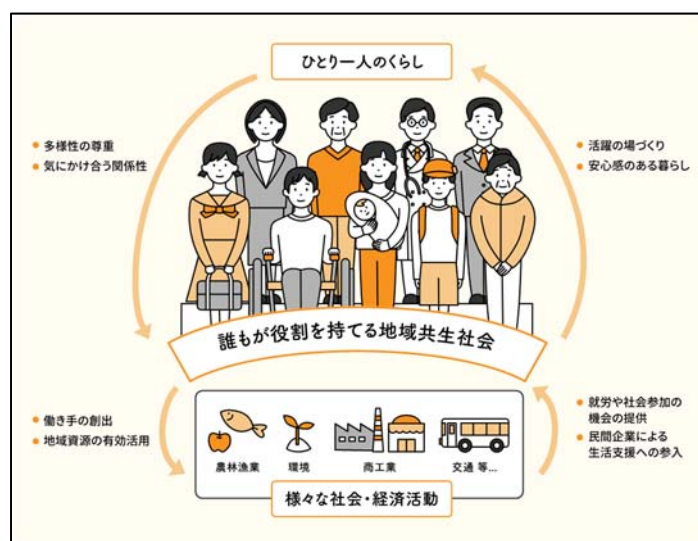 ひとり一人のくらし
● 多様性の尊重
● 気にかけ合う関係性
● 活躍の場づくり
● 安心感のある暮らし
誰もが役割を持てる地域共生社会
● 働き手の創出
● 地域資源の有効活用
● 就労や社会参加の
機会の提供
● 民間企業による
生活支援への参入
農林漁業 環境 商工業 交通 等...
様々な社会・経済活動